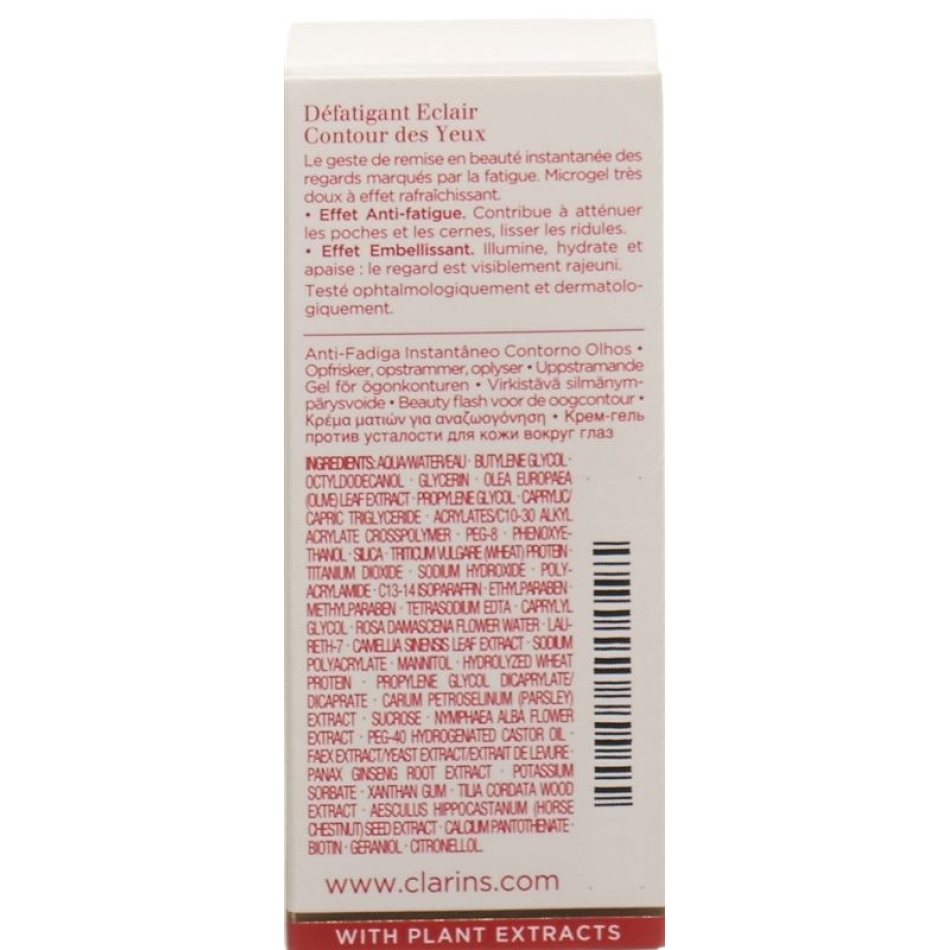 Défatigant Eclair
Contour des Yeux
Le geste de remise en beauté instantanée des
regards marqués par la fatigue. Microgel très
doux à effet rafraîchissant.
• Effet Anti-fatigue. Contribue à atténuer
les poches et les cernes, lisser les ridules.
• Effet Embellissant. Illumine, hydrate et
apaise : le regard est visiblement rajeuni.
Testé ophtalmologiquement et dermatolo-
giquement.
Anti-Fadiga Instantâneo Contorno Olhos •
Opfrisker, opstrammer, oplyser • Uppstramande
Gel för ögonkonturen • Virkistävä silmänym-
pärysvoide • Beauty flash voor de oogcontour •
Κρέμα ματιών για αναζωογόνηση • Крем-гель
против усталости для кожи вокруг глаз
INGREDIENTS: AQUA/WATER/EAU · BUTYLENE GLYCOL ·
OCTYLDODECANOL · GLYCERIN · OLEA EUROPAEA
(OLIVE) LEAF EXTRACT · PROPYLENE GLYCOL · CAPRYLIC/
CAPRIC TRIGLYCERIDE · ACRYLATES/C10-30 ALKYL
ACRYLATE CROSSPOLYMER · PEG-8 · PHENOXYE-
THANOL · SILICA · TRITICUM VULGARE (WHEAT) PROTEIN ·
TITANIUM DIOXIDE · SODIUM HYDROXIDE · POLY-
ACRYLAMIDE · C13-14 ISOPARAFFIN · ETHYLPARABEN ·
METHYLPARABEN · TETRASODIUM EDTA · CAPRYLYL
GLYCOL · ROSA DAMASCENA FLOWER WATER · LAU-
RETH-7 · CAMELLIA SINENSIS LEAF EXTRACT · SODIUM
POLYACRYLATE · MANNITOL · HYDROLYZED WHEAT
PROTEIN · PROPYLENE GLYCOL DICAPRYLATE/
DICAPRATE · CARUM PETROSELINUM (PARSLEY)
EXTRACT · SUCROSE · NYMPHAEA ALBA FLOWER
EXTRACT · PEG-40 HYDROGENATED CASTOR OIL ·
FAEX EXTRACT/YEAST EXTRACT/EXTRAIT DE LEVURE ·
PANAX GINSENG ROOT EXTRACT · POTASSIUM
SORBATE · XANTHAN GUM · TILIA CORDATA WOOD
EXTRACT · AESCULUS HIPPOCASTANUM (HORSE
CHESTNUT) SEED EXTRACT · CALCIUM PANTOTHENATE ·
BIOTIN · GERANIOL · CITRONELLOL.
www.clarins.com
WITH PLANT EXTRACTS